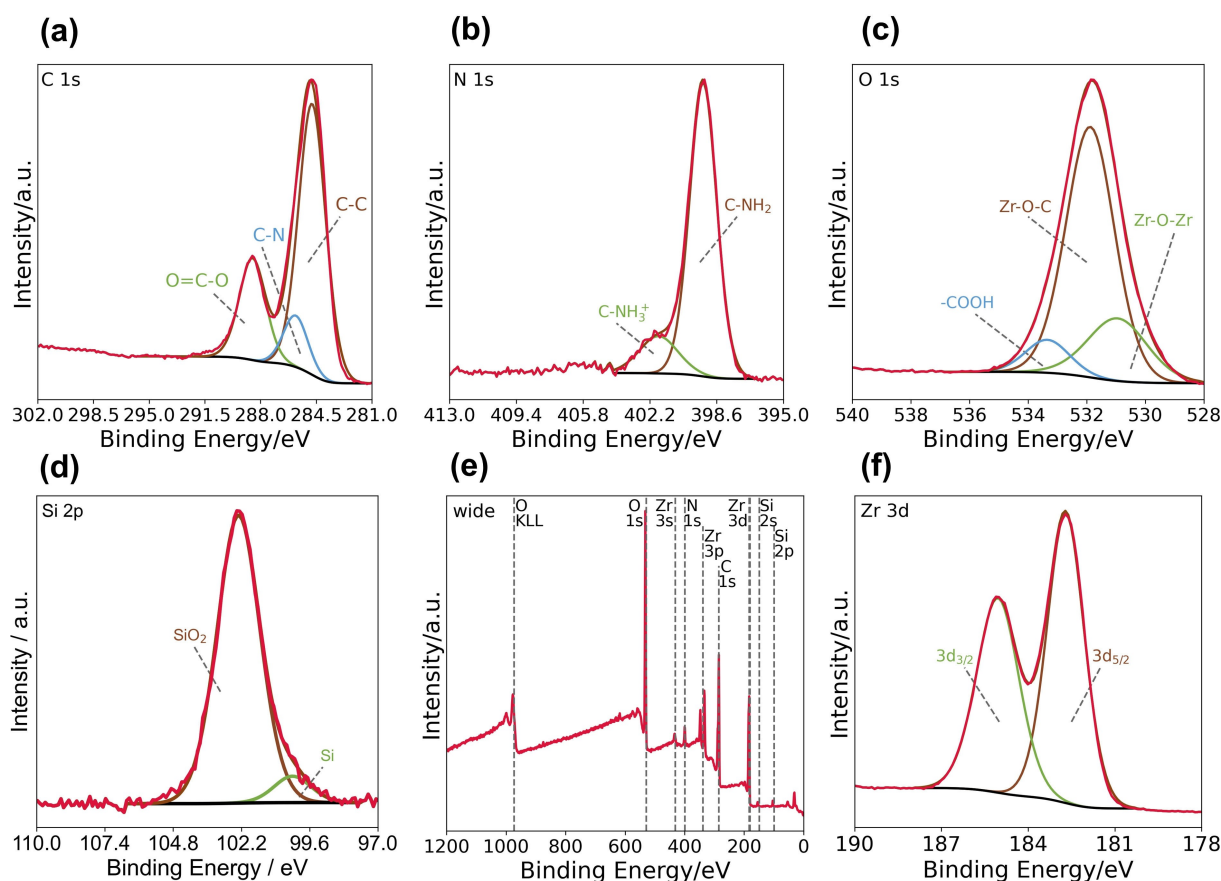 (a)
C 1s
O=C-O
C-N
C-C
Intensity/a.u.
302.0 298.5 295.0 291.5 288.0 284.5 281.0
Binding Energy/eV
(b)
N 1s
C-NH₃⁺
C-NH₂
Intensity/a.u.
413.0 409.4 405.8 402.2 398.6 395.0
Binding Energy/eV
(c)
O 1s
Zr-O-C
Zr-O-Zr
-COOH
Intensity/a.u.
540 536 534 532 530 528
Binding Energy/eV
(d)
Si 2p
SiO₂
Si
Intensity / a.u.
110.0 107.4 104.8 102.2 99.6 97.0
Binding Energy / eV
(e)
wide
O
KLL
O
1s
Zr
3s
N
1s
Zr
3p
C
1s
Zr
3d
Si
2s
Si
2p
Intensity/a.u.
1200 1000 800 600 400 200 0
Binding Energy/eV
(f)
Zr 3d
3d₃/₂
3d₅/₂
Intensity/a.u.
190 187 184 181 178
Binding Energy/eV